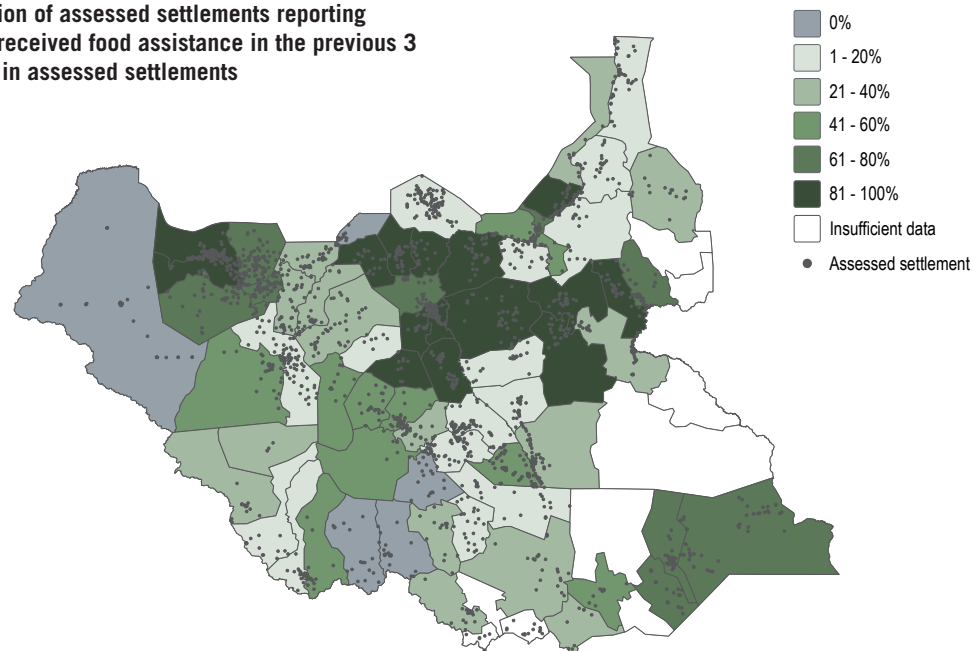 of assessed settlements reporting
received food assistance in the previous 3
in assessed settlements
0%
1 - 20%
21 - 40%
41 - 60%
61 - 80%
81 - 100%
Insufficient data
Assessed settlement